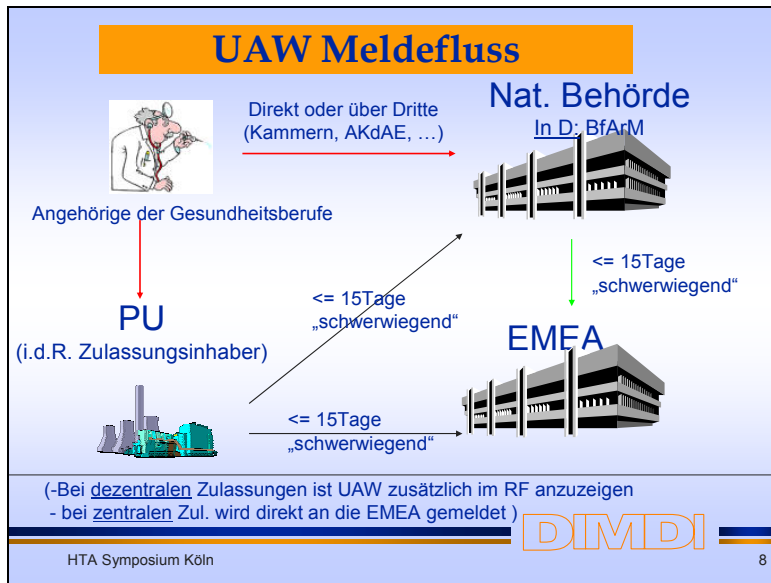 UAW Meldefluss
Direkt oder über Dritte
(Kammern, AKdAE, …)
Nat. Behörde
In D: BfArM
Angehörige der Gesundheitsberufe
<= 15Tage
„schwerwiegend“
<= 15Tage
„schwerwiegend“
PU
(i.d.R. Zulassungsinhaber)
EMEA
<= 15Tage
„schwerwiegend“
(-Bei dezentralen Zulassungen ist UAW zusätzlich im RF anzuzeigen
- bei zentralen Zul. wird direkt an die EMEA gemeldet )
DIMDI
HTA Symposium Köln
8